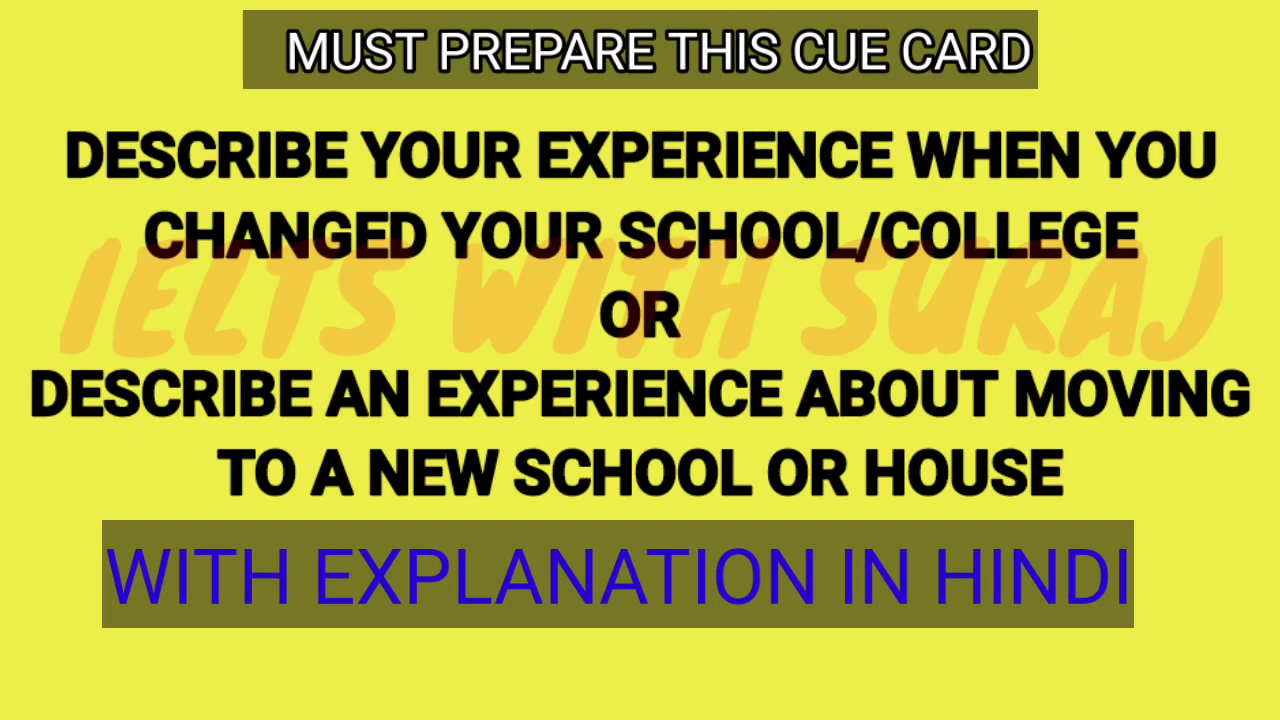 MUST PREPARE THIS CUE CARD
DESCRIBE YOUR EXPERIENCE WHEN YOU
CHANGED YOUR SCHOOL/COLLEGE
IELTS WITH SURAJ
OR
DESCRIBE AN EXPERIENCE ABOUT MOVING
TO A NEW SCHOOL OR HOUSE
WITH EXPLANATION IN HINDI